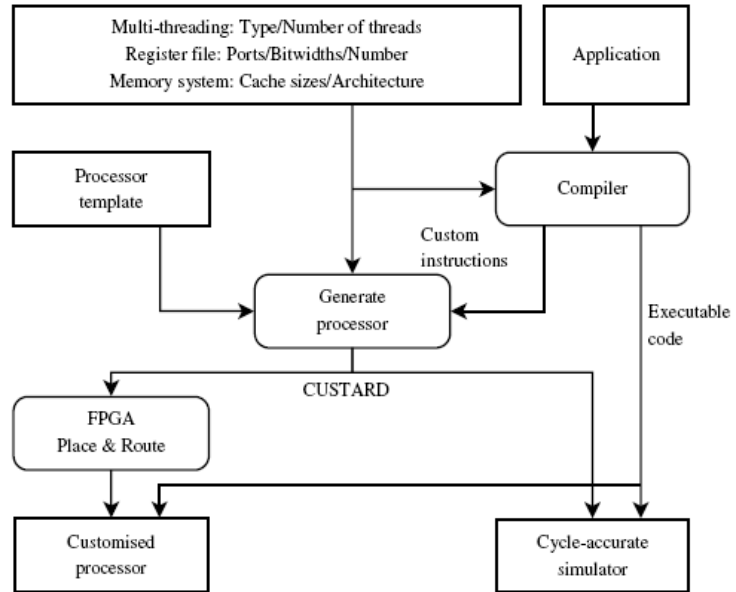 Multi-threading: Type/Number of threads
Register file: Ports/Bitwidths/Number
Memory system: Cache sizes/Architecture
Application
Processor
template
Compiler
Custom
instructions
Generate
processor
Executable
code
CUSTARD
FPGA
Place & Route
Customised
processor
Cycle-accurate
simulator